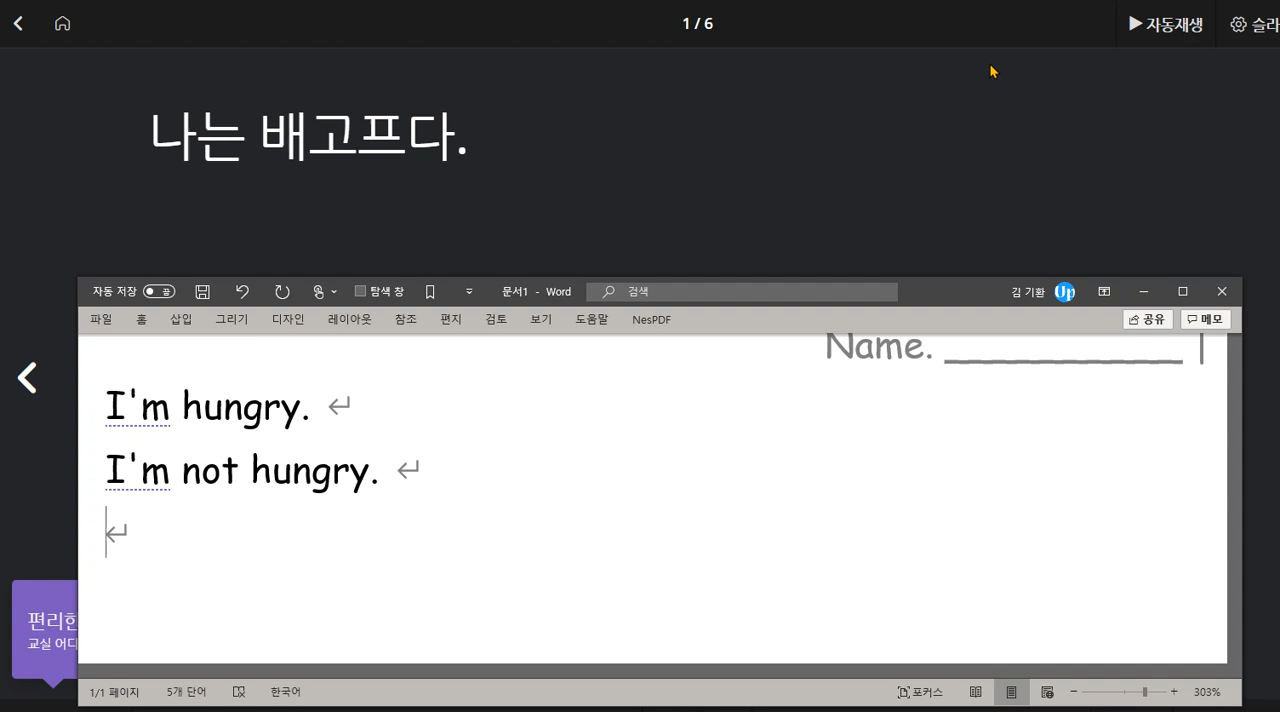 1 / 6
자동재생
슬라
나는 배고프다.
자동 저장 끔
탐색 창
문서1 - Word
검색
김 기환
Up
파일 홈 삽입 그리기 디자인 레이아웃 참조 편지 검토 보기 도움말 NesPDF
공유 메모
Name. ____________
I'm hungry.
I'm not hungry.
편리한
교실 어디
1/1 페이지 5개 단어 한국어
포커스 303%